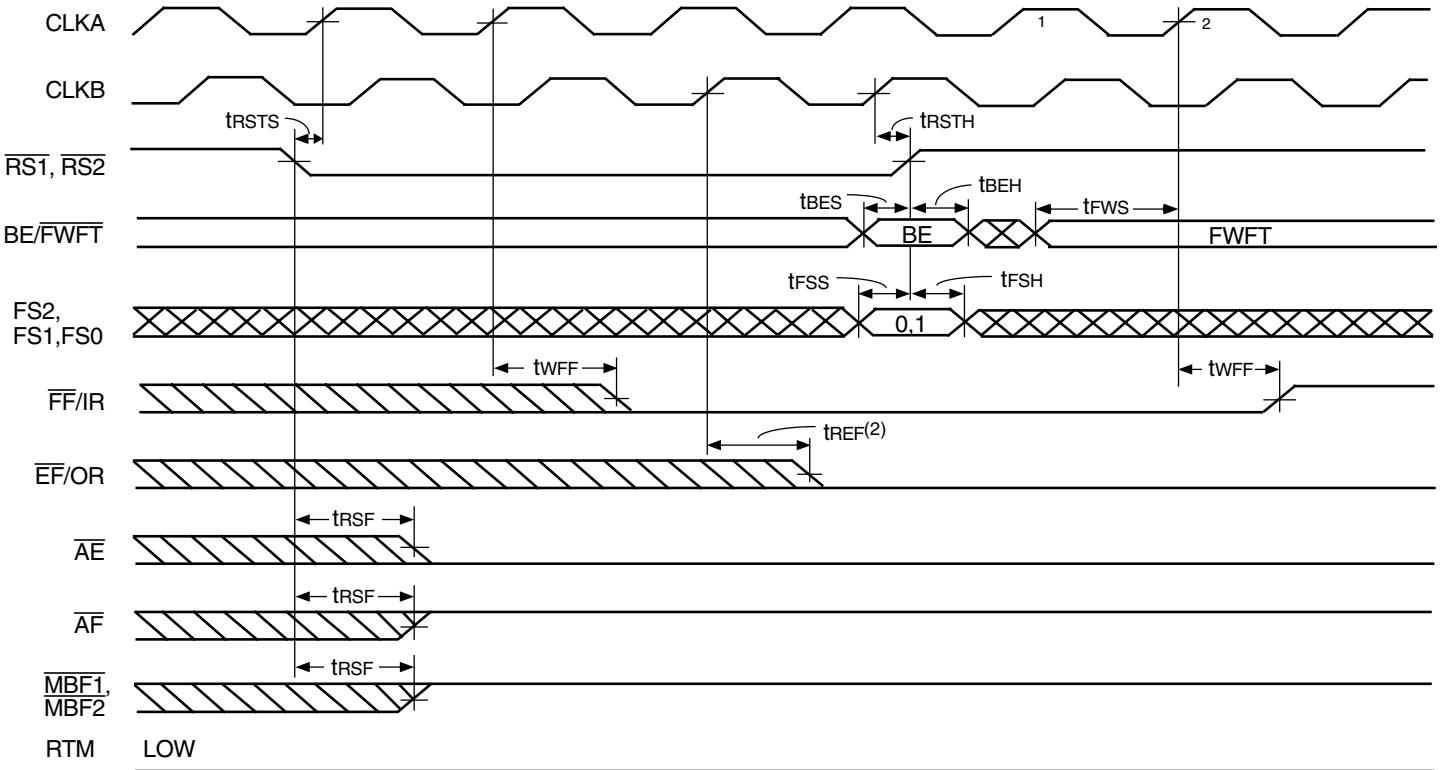 CLKA
1
2
CLKB
tRSTS
tRSTH
RS1, RS2
tBES
tBEH
tFWS
BE/FWFT
BE
FWFT
tFSS
tFSH
FS2,
FS1,FS0
0,1
tWFF
tWFF
FF/IR
tREF(2)
EF/OR
tRSF
AE
tRSF
AF
tRSF
MBF1,
MBF2
RTM
LOW